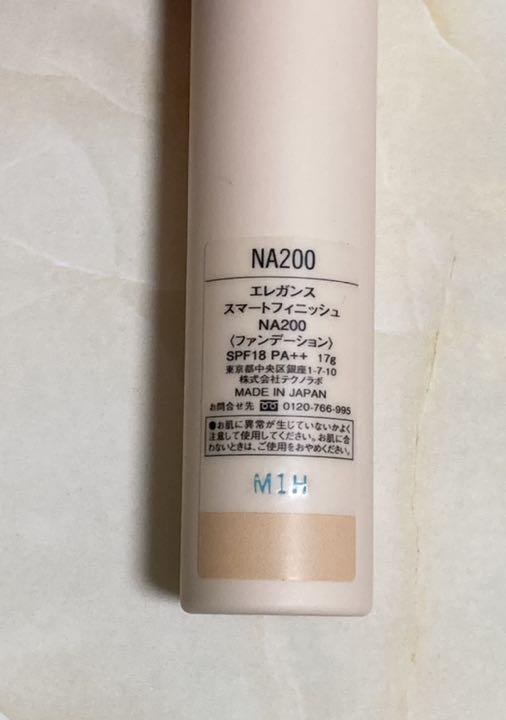 NA200
エレガンス
スマートフィニッシュ
NA200
〈ファンデーション〉
SPF18 PA++ 17g
東京都中央区銀座1-7-10
株式会社テクノラボ
MADE IN JAPAN
お問合せ先 0120-766-995
●お肌に異常が生じていないかよく
注意して使用してください。お肌に合
わないときは、ご使用をおやめください。
M1H